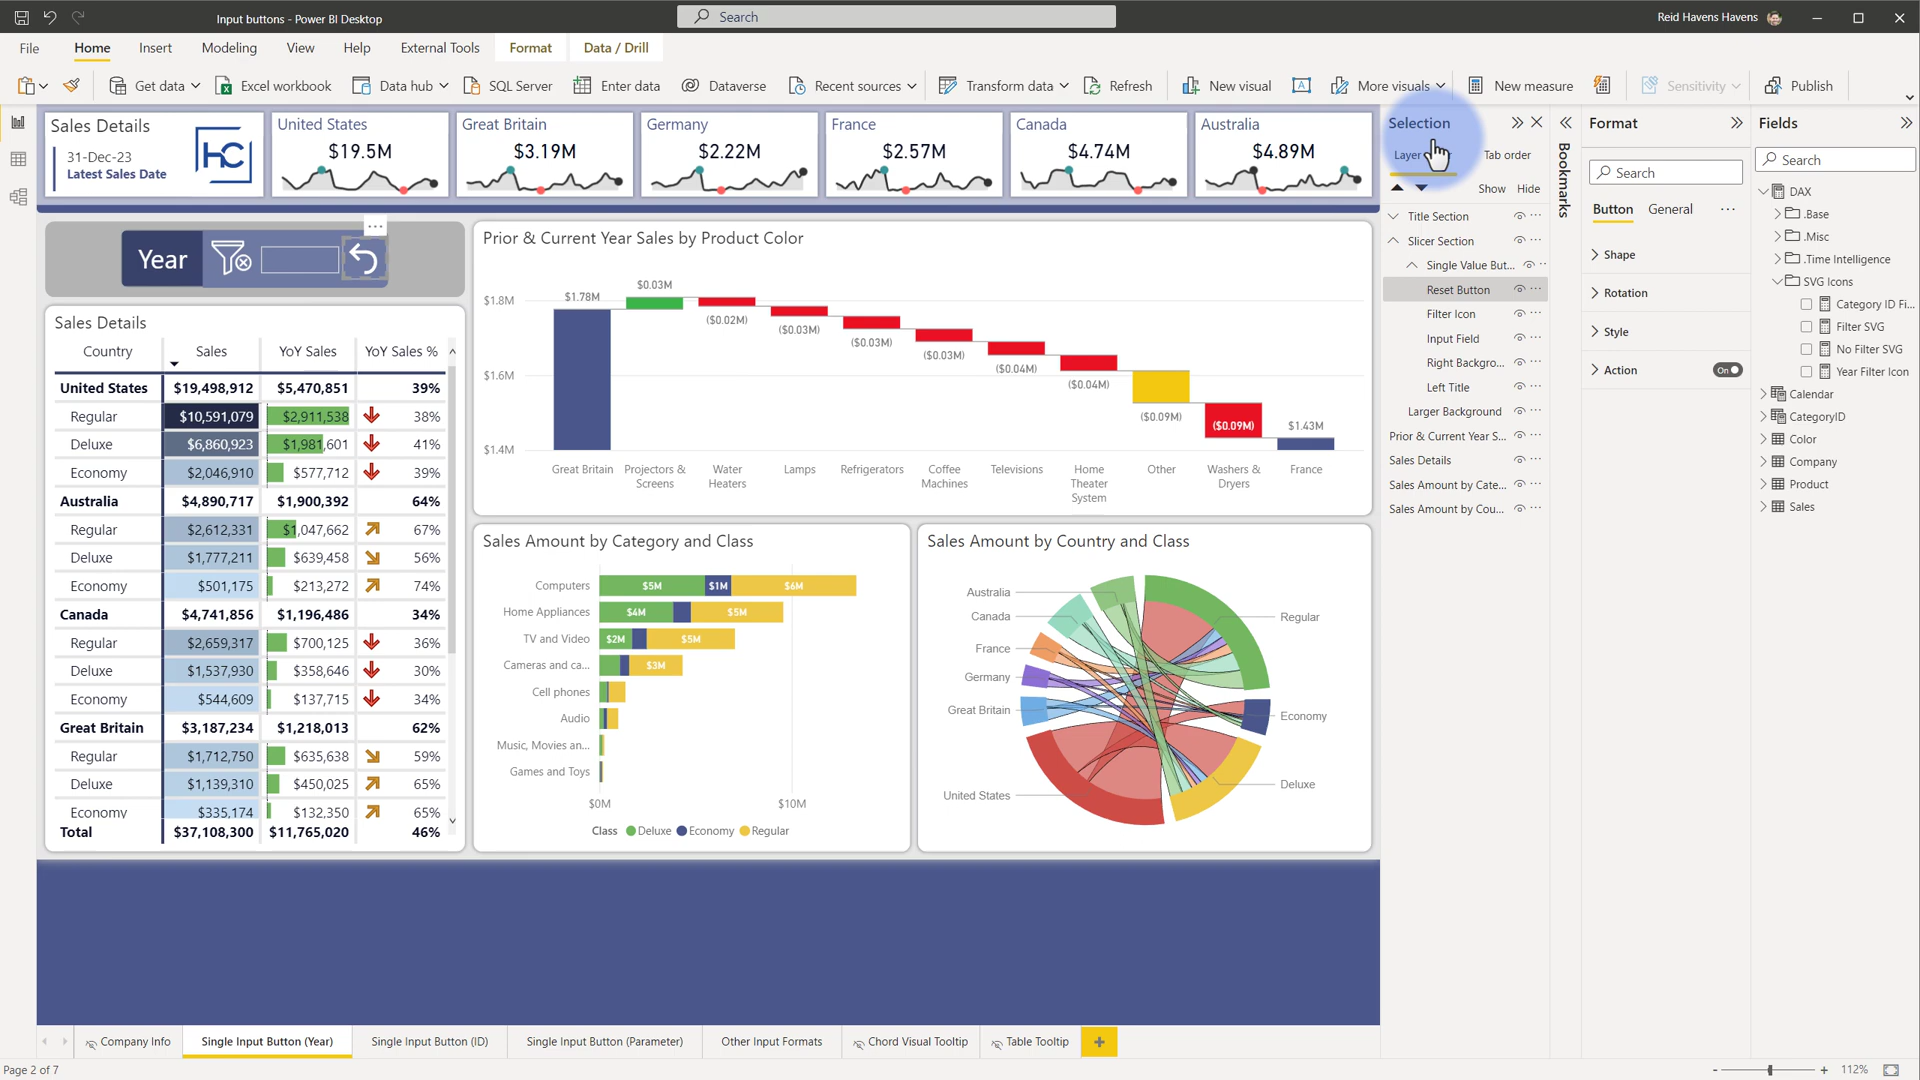 Input buttons - Power BI Desktop
Search
Reid Havens Havens
File
Home
Insert
Modeling
View
Help
External Tools
Format
Data / Drill
Get data
Excel workbook
Data hub
SQL Server
Enter data
Dataverse
Recent sources
Transform data
Refresh
New visual
More visuals
New measure
Sensitivity
Publish
Sales Details
31-Dec-23
Latest Sales Date
HC
United States
$19.5M
Great Britain
$3.19M
Germany
$2.22M
France
$2.57M
Canada
$4.74M
Australia
$4.89M
Year
Sales Details
Country Sales YoY Sales YoY Sales %
United States $19,498,912 $5,470,851 39%
Regular $10,591,079 $2,911,538 38%
Deluxe $6,860,923 $1,981,601 41%
Economy $2,046,910 $577,712 39%
Australia $4,890,717 $1,900,392 64%
Regular $2,612,331 $1,047,662 67%
Deluxe $1,777,211 $639,458 56%
Economy $501,175 $213,272 74%
Canada $4,741,856 $1,196,486 34%
Regular $2,659,317 $700,125 36%
Deluxe $1,537,930 $358,646 30%
Economy $544,609 $137,715 34%
Great Britain $3,187,234 $1,218,013 62%
Regular $1,712,750 $635,638 59%
Deluxe $1,139,310 $450,025 65%
Economy $335,174 $132,350 65%
Total $37,108,300 $11,765,020 46%
Prior & Current Year Sales by Product Color
$1.8M
$1.6M
$1.4M
$1.78M
$0.03M
($0.02M)
($0.03M)
($0.03M)
($0.03M)
($0.04M)
($0.04M)
($0.09M)
($0.09M)
$1.43M
Great Britain
Projectors &
Screens
Water
Heaters
Lamps
Refrigerators
Coffee
Machines
Televisions
Home
Theater
System
Other
Washers &
Dryers
France
Sales Amount by Category and Class
Computers $5M $1M $6M
Home Appliances $4M $5M
TV and Video $2M $5M
Cameras and ca... $3M
Cell phones
Audio
Music, Movies an...
Games and Toys
$0M $10M
Class Deluxe Economy Regular
Sales Amount by Country and Class
Australia
Canada
France
Germany
Great Britain
United States
Regular
Economy
Deluxe
Selection
Tab order
Show Hide
Title Section
Slicer Section
Single Value But...
Reset Button
Filter Icon
Input Field
Right Backgro...
Left Title
Larger Background
Prior & Current Year S...
Sales Details
Sales Amount by Cate...
Sales Amount by Cou...
Bookmarks
Format
Search
Button General
Shape
Rotation
Style
Action On
Fields
Search
DAX
.Base
.Misc
.Time Intelligence
SVG Icons
Category ID Fi...
Filter SVG
No Filter SVG
Year Filter Icon
Calendar
CategoryID
Color
Company
Product
Sales
Company Info
Single Input Button (Year)
Single Input Button (ID)
Single Input Button (Parameter)
Other Input Formats
Chord Visual Tooltip
Table Tooltip
+
Page 2 of 7
- + 112%